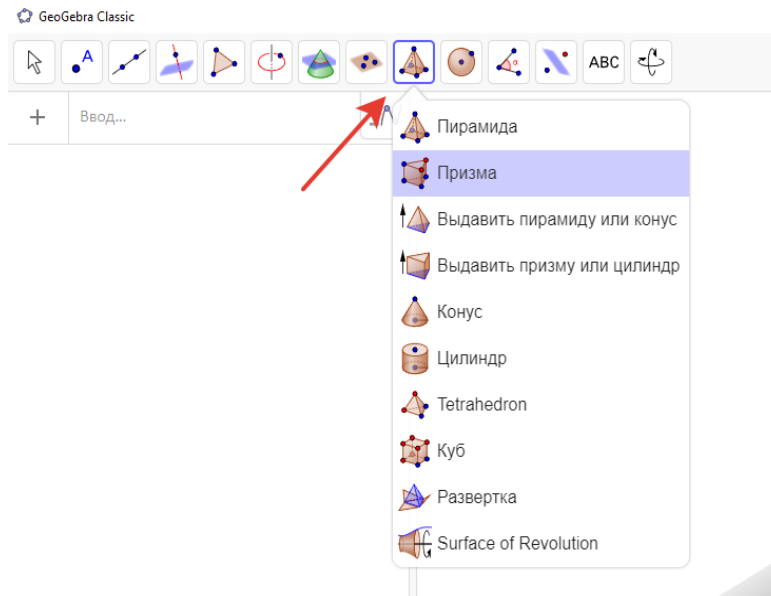 GeoGebra Classic
A
α
ABC
Ввод...
Пирамида
Призма
Выдавить пирамиду или конус
Выдавить призму или цилиндр
Конус
Цилиндр
Tetrahedron
Куб
Развертка
Surface of Revolution